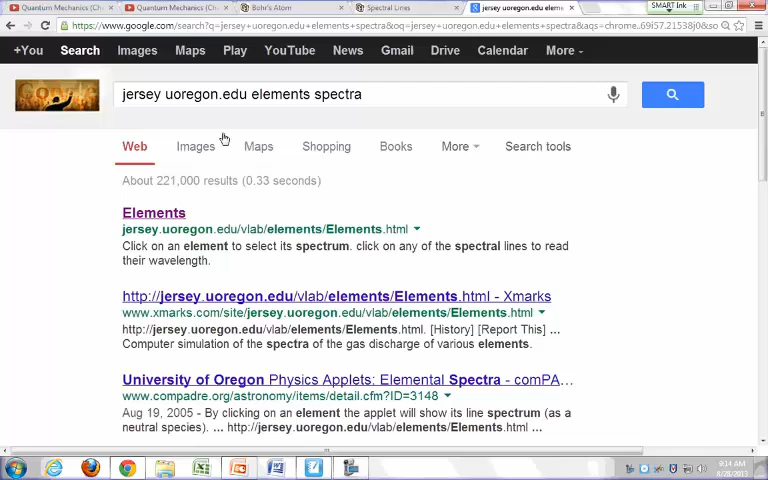 Quantum Mechanics (Ch
Quantum Mechanics (Ch
Bohr's Atom
Spectral Lines
jersey uoregon.edu elem
SMART Ink
https://www.google.com/search?q=jersey+uoregon.edu+elements+spectra&oq=jersey+uoregon.edu+elements+spectra&aqs=chrome..69i57.21538j0&sou
+You Search Images Maps Play YouTube News Gmail Drive Calendar More
jersey uoregon.edu elements spectra
Web Images Maps Shopping Books More Search tools
About 221,000 results (0.33 seconds)
Elements
jersey.uoregon.edu/vlab/elements/Elements.html
Click on an element to select its spectrum. click on any of the spectral lines to read
their wavelength.
http://jersey.uoregon.edu/vlab/elements/Elements.html - Xmarks
www.xmarks.com/site/jersey.uoregon.edu/vlab/elements/Elements.html
http://jersey.uoregon.edu/vlab/elements/Elements.html. [History] [Report This] ...
Computer simulation of the spectra of the gas discharge of various elements.
University of Oregon Physics Applets: Elemental Spectra - comPA...
www.compadre.org/astronomy/items/detail.cfm?ID=3148
Aug 19, 2005 - By clicking on an element the applet will show its line spectrum (as a
neutral species). ... http://jersey.uoregon.edu/vlab/elements/Elements.html ...
9:14 AM
8/28/2013